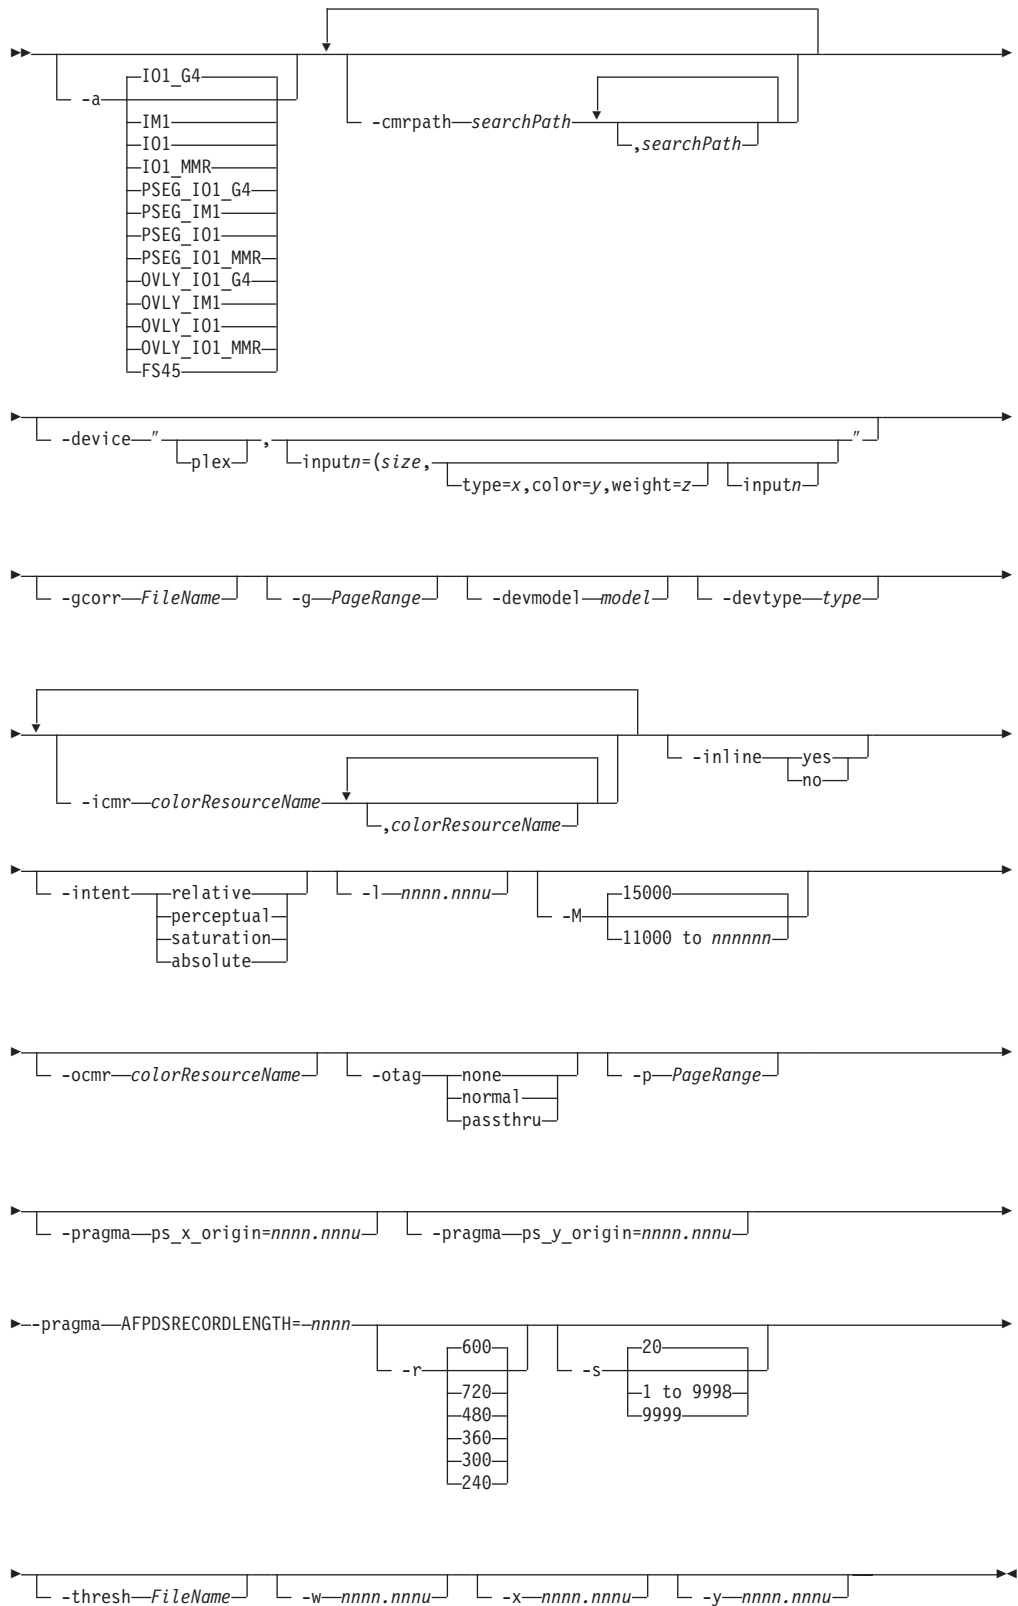 IO1_G4
-a
IM1
IO1
IO1_MMR
PSEG_IO1_G4
PSEG_IM1
PSEG_IO1
PSEG_IO1_MMR
OVLY_IO1_G4
OVLY_IM1
OVLY_IO1
OVLY_IO1_MMR
FS45
-cmrpath searchPath
,searchPath
-device " , "
plex
inputn=(size,
type=x,color=y,weight=z inputn
-gcorr FileName -g PageRange -devmodel model -devtype type
-icmr colorResourceName
,colorResourceName
-inline yes
no
-intent relative
perceptual
saturation
absolute
-l nnnn.nnnu
15000
-M
11000 to nnnnnn
-ocmr colorResourceName
-otag none
normal
passthru
-p PageRange
-pragma ps_x_origin=nnnn.nnnu -pragma ps_y_origin=nnnn.nnnu
-pragma AFPDSRECORDLENGTH= nnnn
600
-r
720
480
360
300
240
20
-s
1 to 9998
9999
-thresh FileName -w nnnn.nnnu -x nnnn.nnnu -y nnnn.nnnu